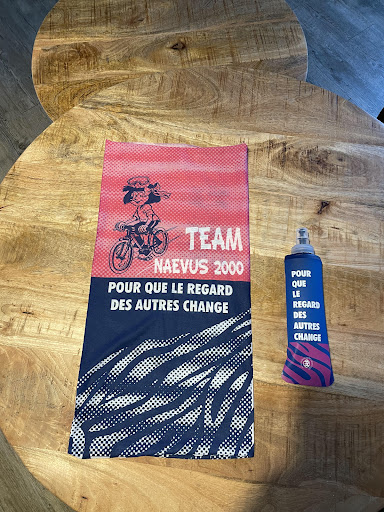 TEAM
NAEVUS 2000
POUR QUE LE REGARD
DES AUTRES CHANGE
POUR
QUE
LE
REGARD
DES
AUTRES
CHANGE